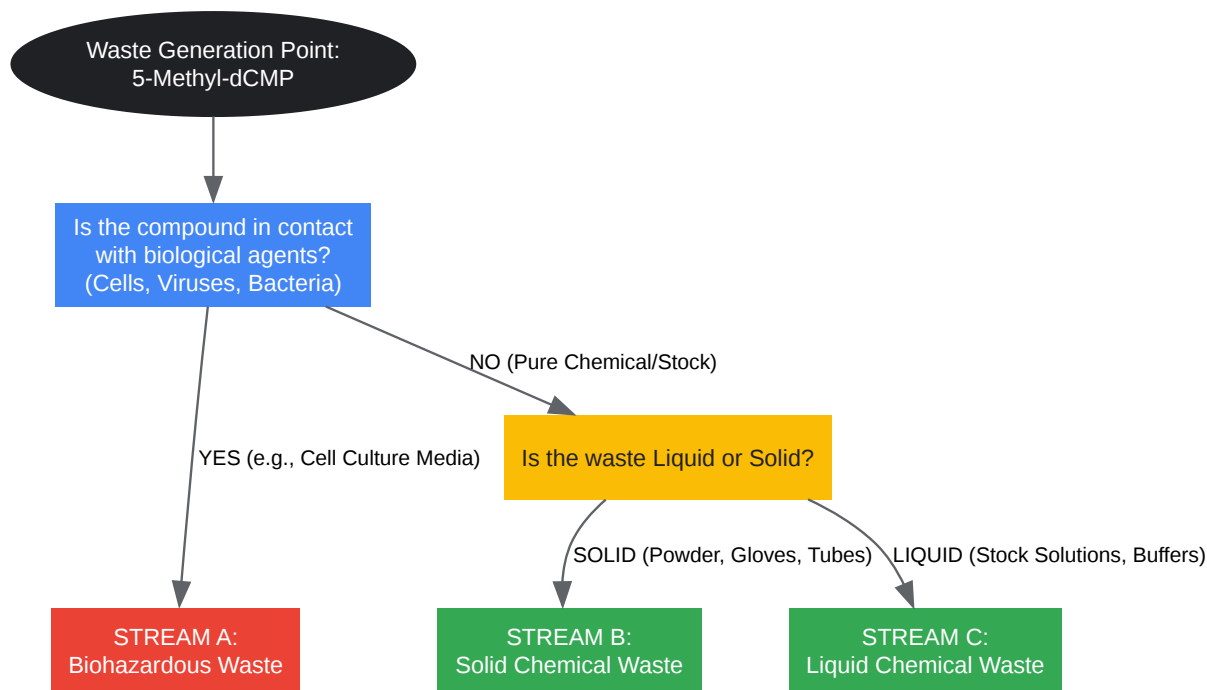 Waste Generation Point:
5-Methyl-dCMP
Is the compound in contact
with biological agents?
(Cells, Viruses, Bacteria)
NO (Pure Chemical/Stock)
YES (e.g., Cell Culture Media)
Is the waste Liquid or Solid?
SOLID (Powder, Gloves, Tubes)
LIQUID (Stock Solutions, Buffers)
STREAM A:
Biohazardous Waste
STREAM B:
Solid Chemical Waste
STREAM C:
Liquid Chemical Waste